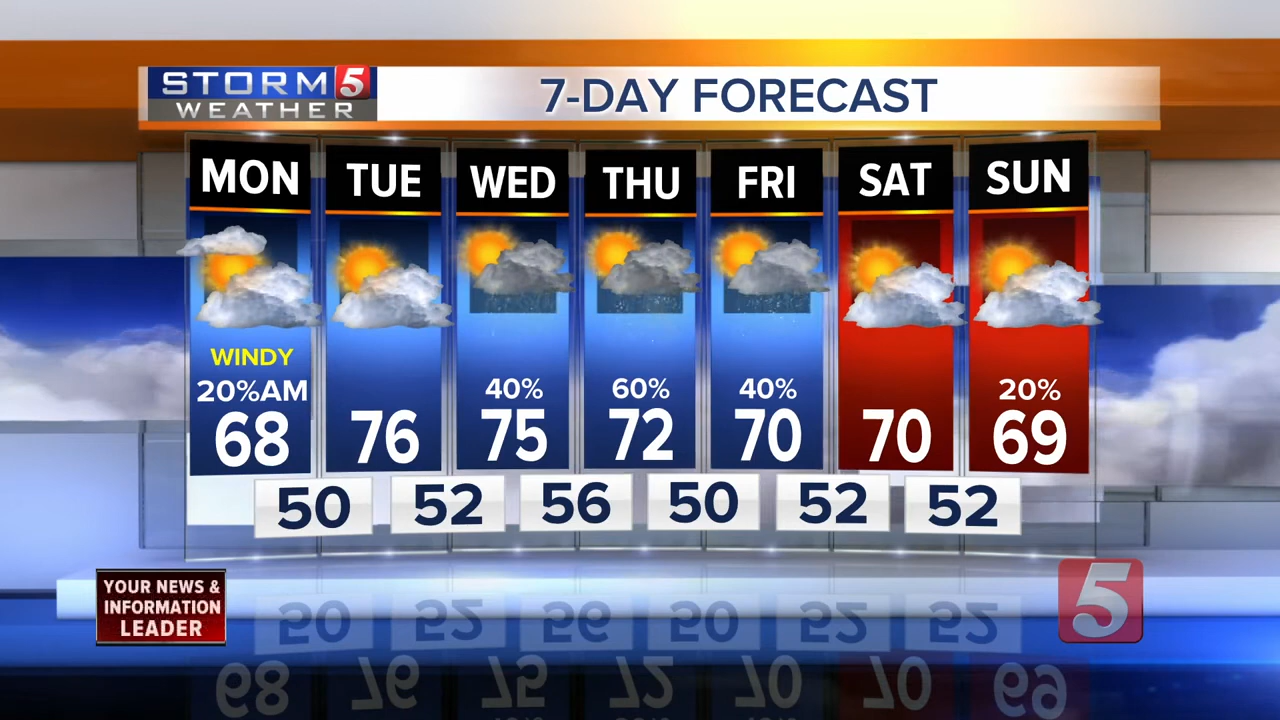 STORM 5
WEATHER
7-DAY FORECAST
MON TUE WED THU FRI SAT SUN
WINDY
20%AM 40% 60% 40% 20%
68 76 75 72 70 70 69
50 52 56 50 52 52
YOUR NEWS &
INFORMATION
LEADER
5